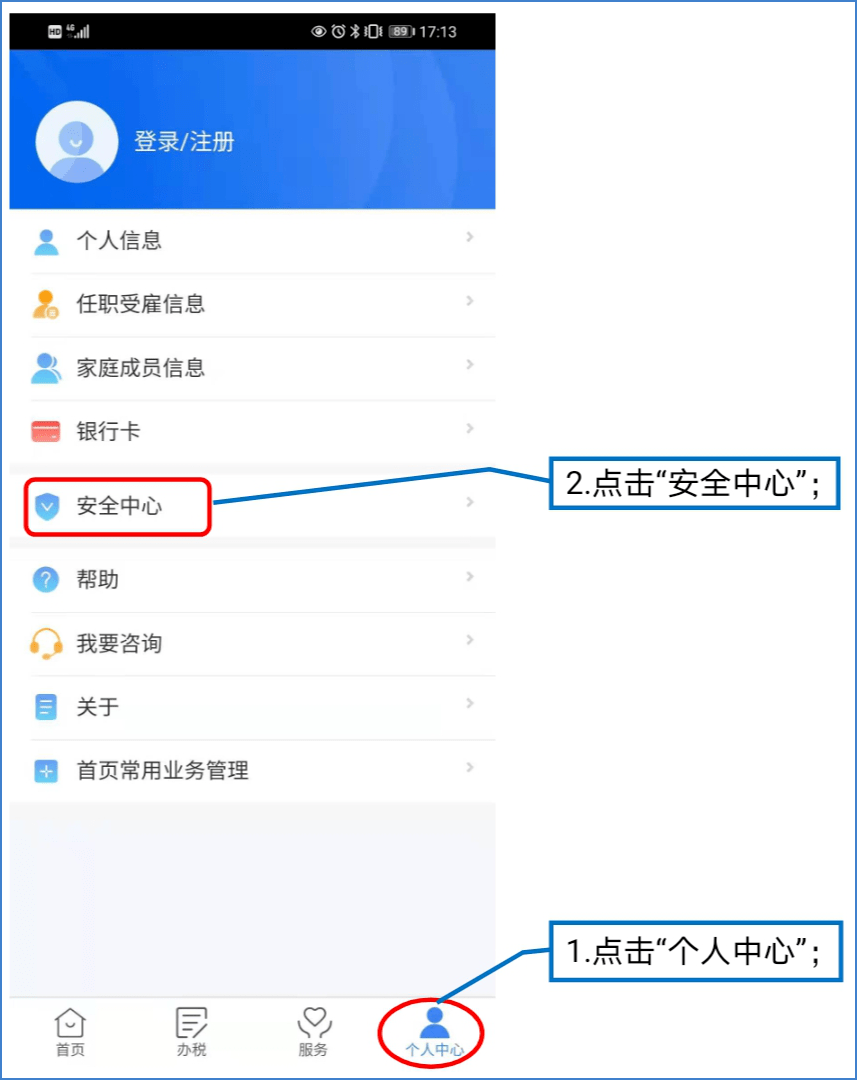 HD 4G 89 17:13
登录/注册
个人信息
任职受雇信息
家庭成员信息
银行卡
2.点击“安全中心”；
安全中心
帮助
我要咨询
关于
首页常用业务管理
1.点击“个人中心”；
首页 办税 服务 个人中心